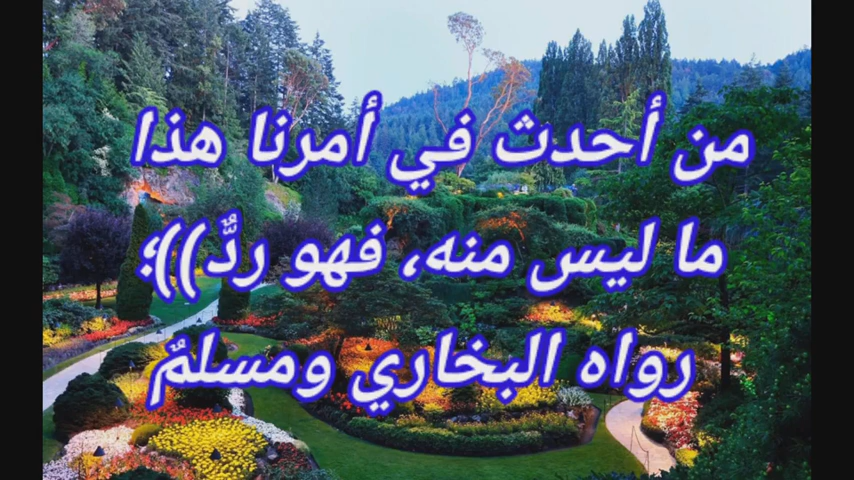 من أحدث في أمرنا هذا
ما ليس منه، فهو ردٌّ))؛
رواه البخاري ومسلمٌ